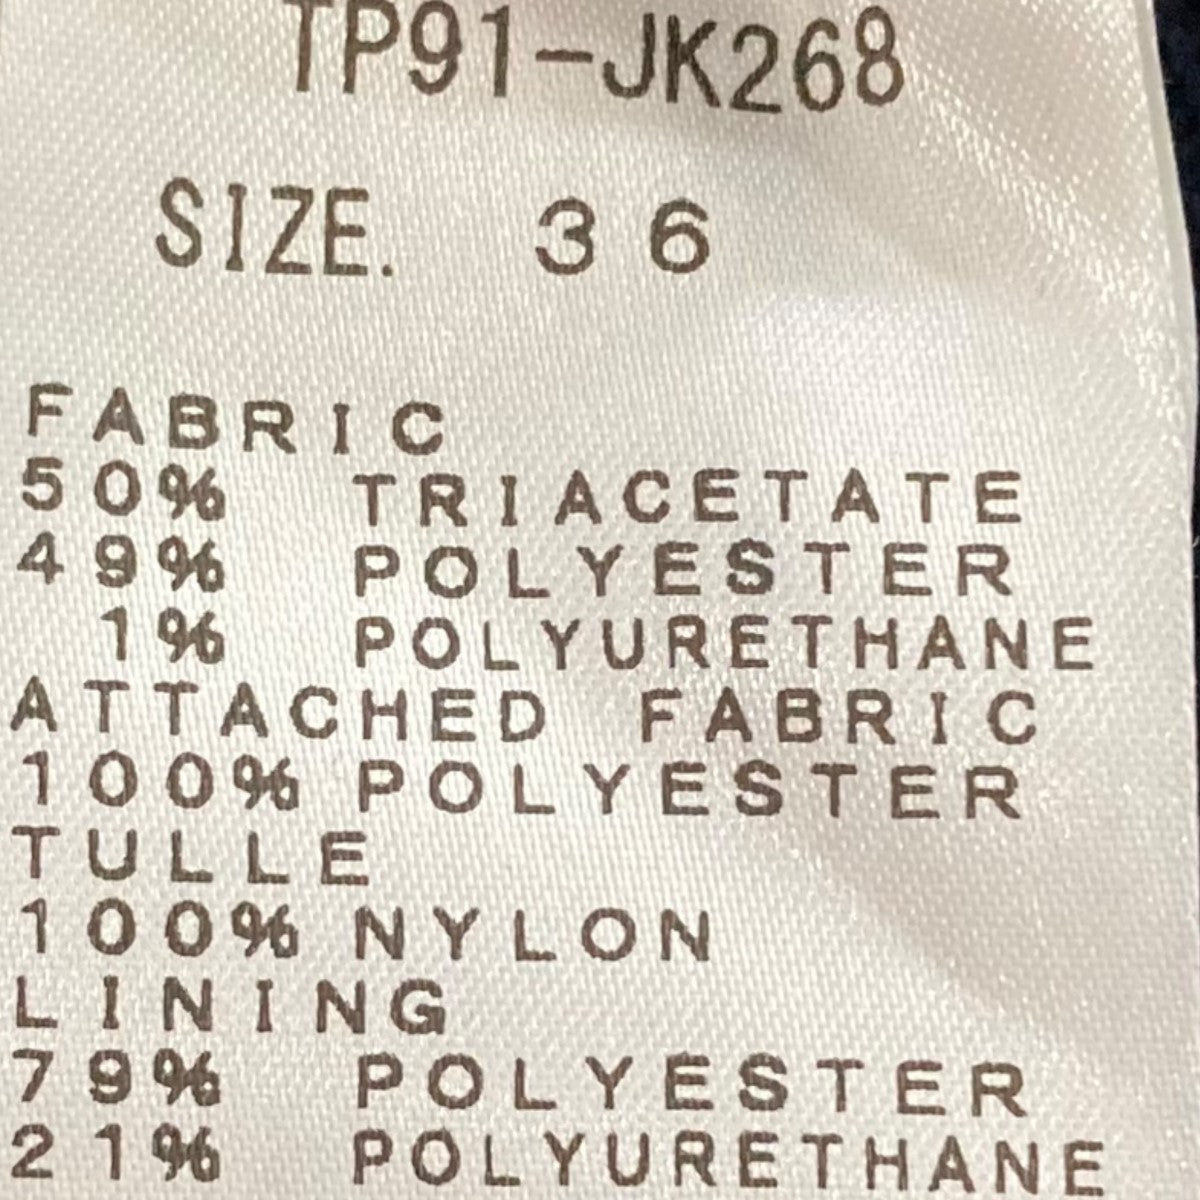 TP91-JK268
SIZE. 36
FABRIC
50% TRIACETATE
49% POLYESTER
1% POLYURETHANE
ATTACHED FABRIC
100% POLYESTER
TULLE
100% NYLON
LINING
79% POLYESTER
21% POLYURETHANE